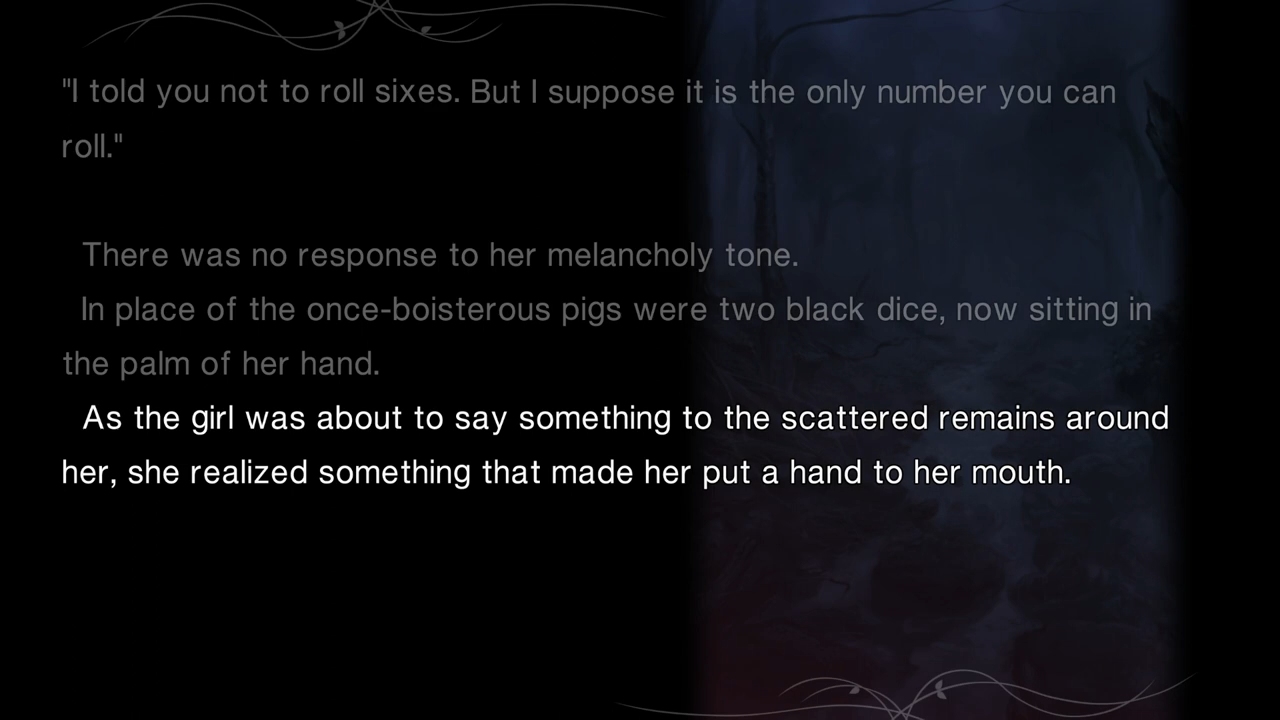 "I told you not to roll sixes. But I suppose it is the only number you can
roll."
There was no response to her melancholy tone.
In place of the once-boisterous pigs were two black dice, now sitting in
the palm of her hand.
As the girl was about to say something to the scattered remains around
her, she realized something that made her put a hand to her mouth.